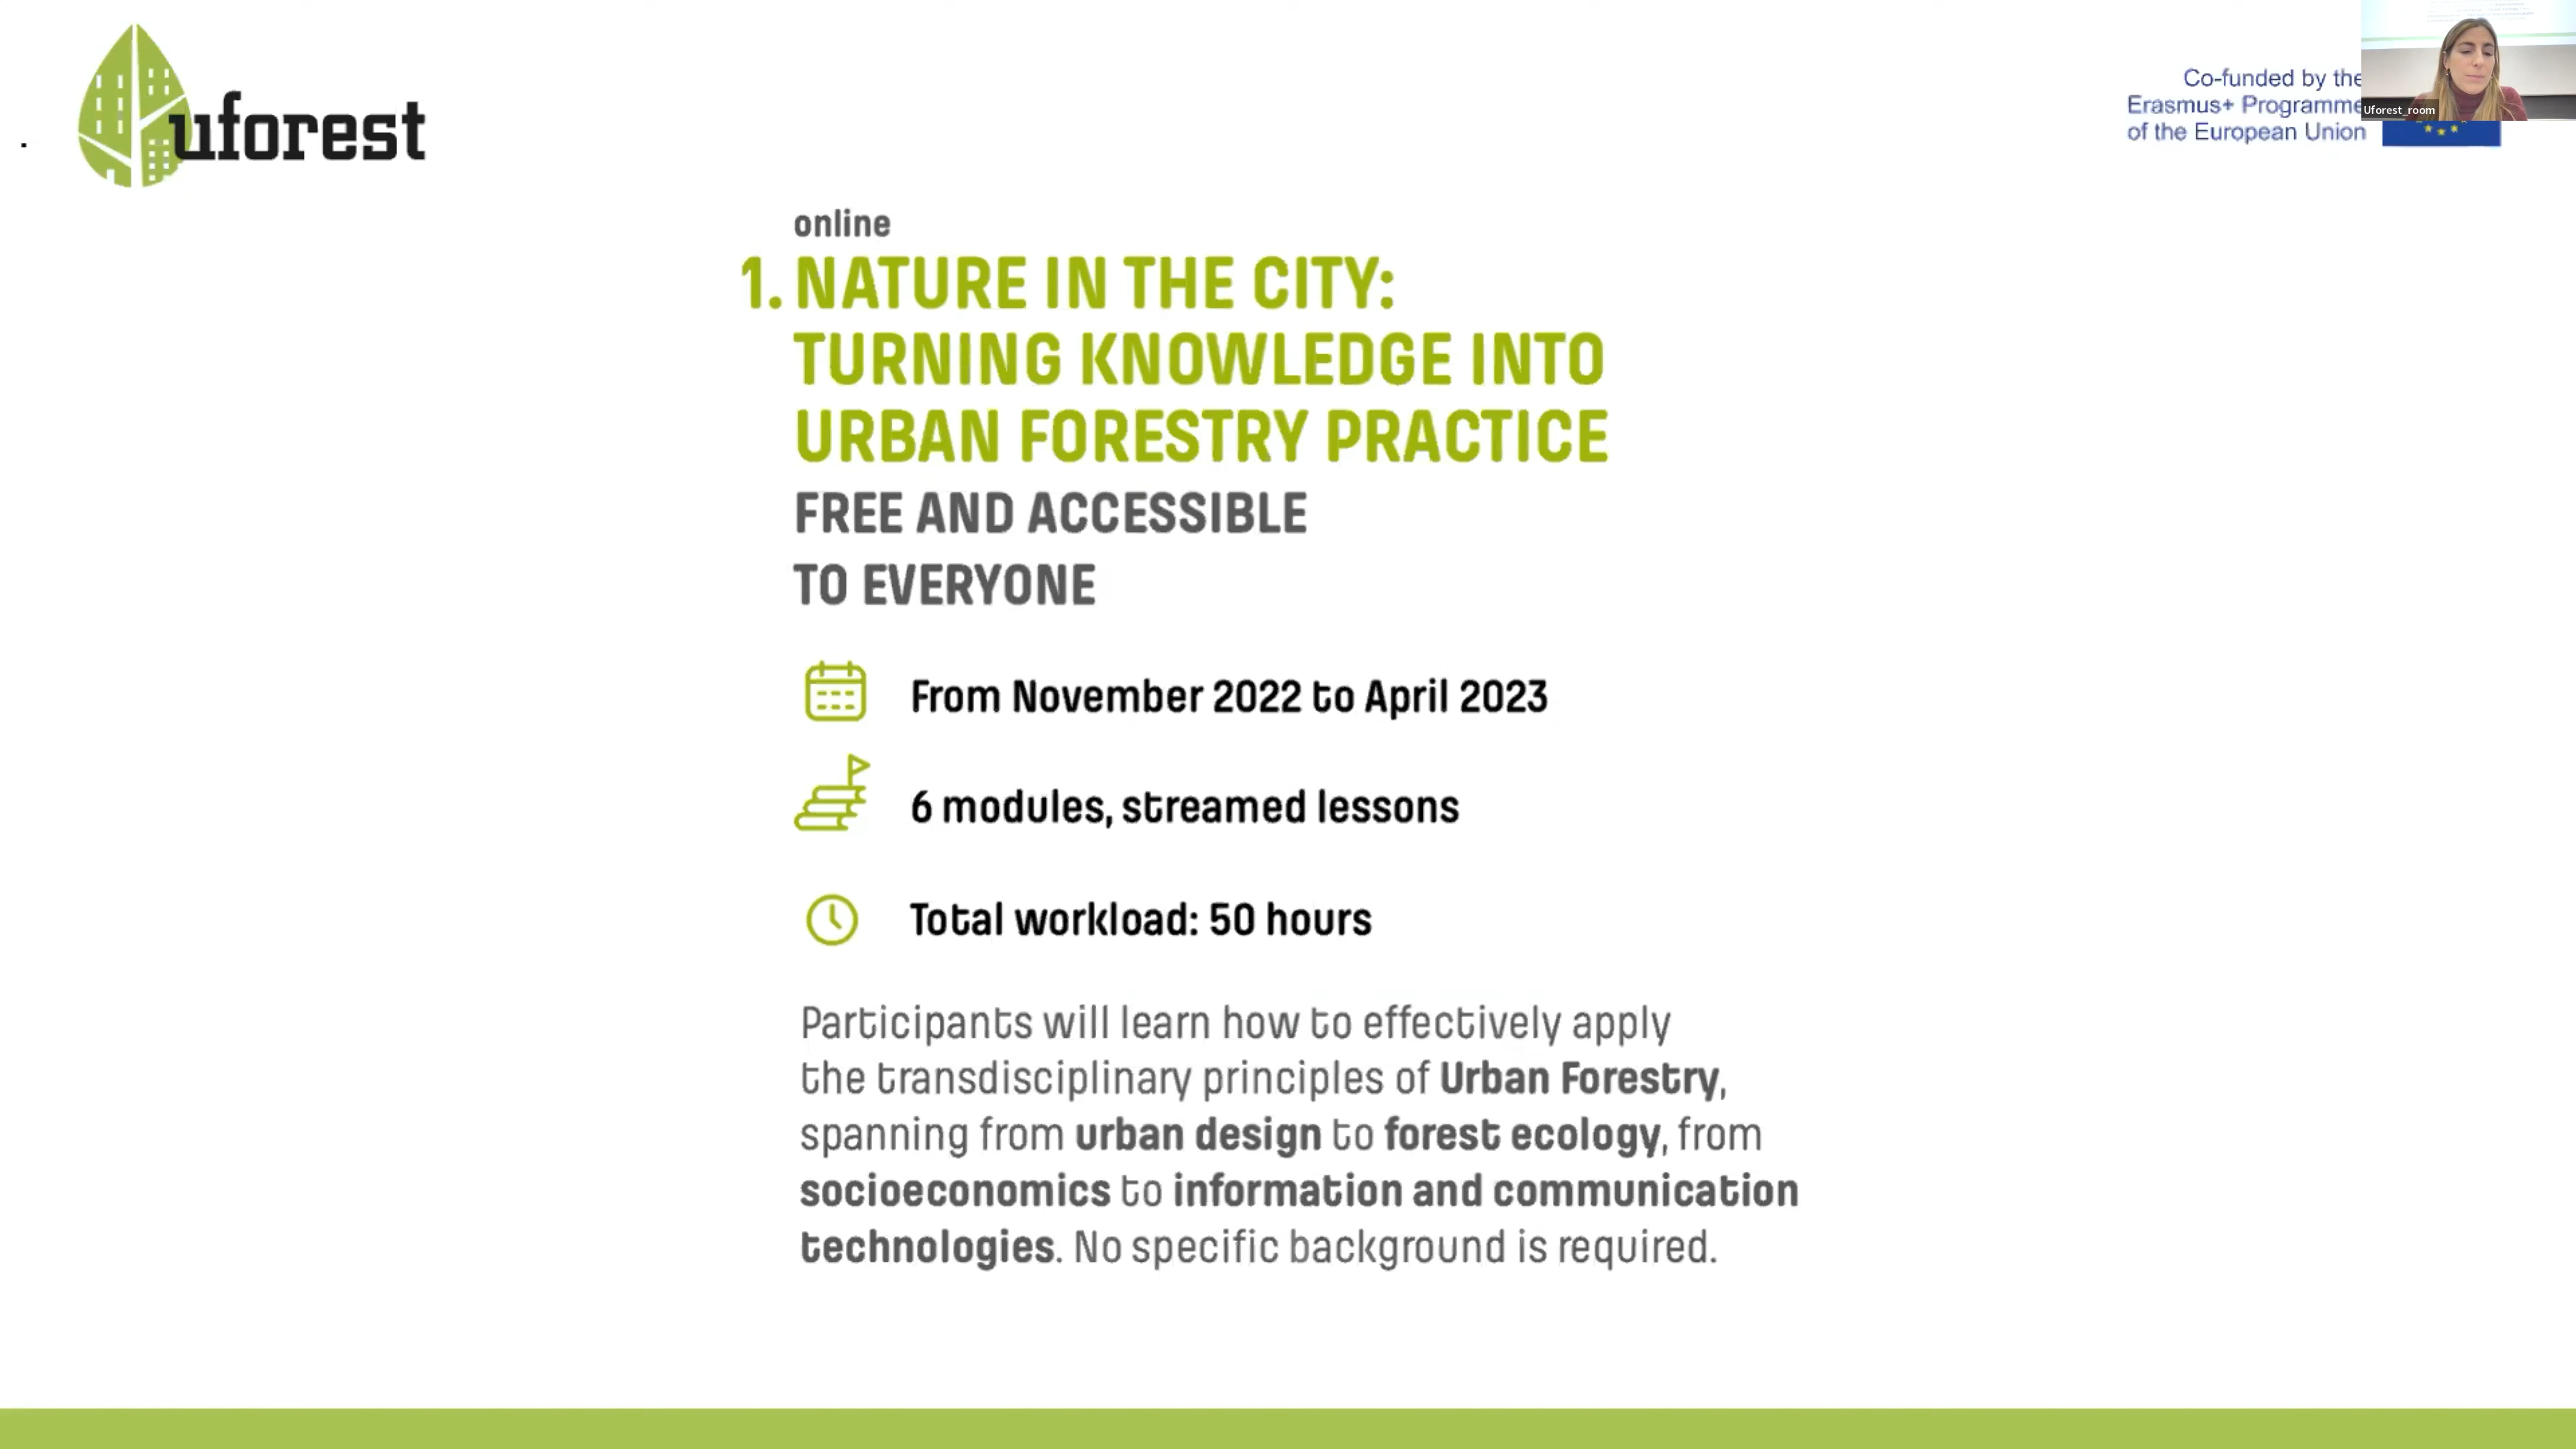 uforest
Co-funded by the
Erasmus+ Programme
of the European Union
Uforest_room
online
1. NATURE IN THE CITY:
TURNING KNOWLEDGE INTO
URBAN FORESTRY PRACTICE
FREE AND ACCESSIBLE
TO EVERYONE
From November 2022 to April 2023
6 modules, streamed lessons
Total workload: 50 hours
Participants will learn how to effectively apply
the transdisciplinary principles of Urban Forestry,
spanning from urban design to forest ecology, from
socioeconomics to information and communication
technologies. No specific background is required.